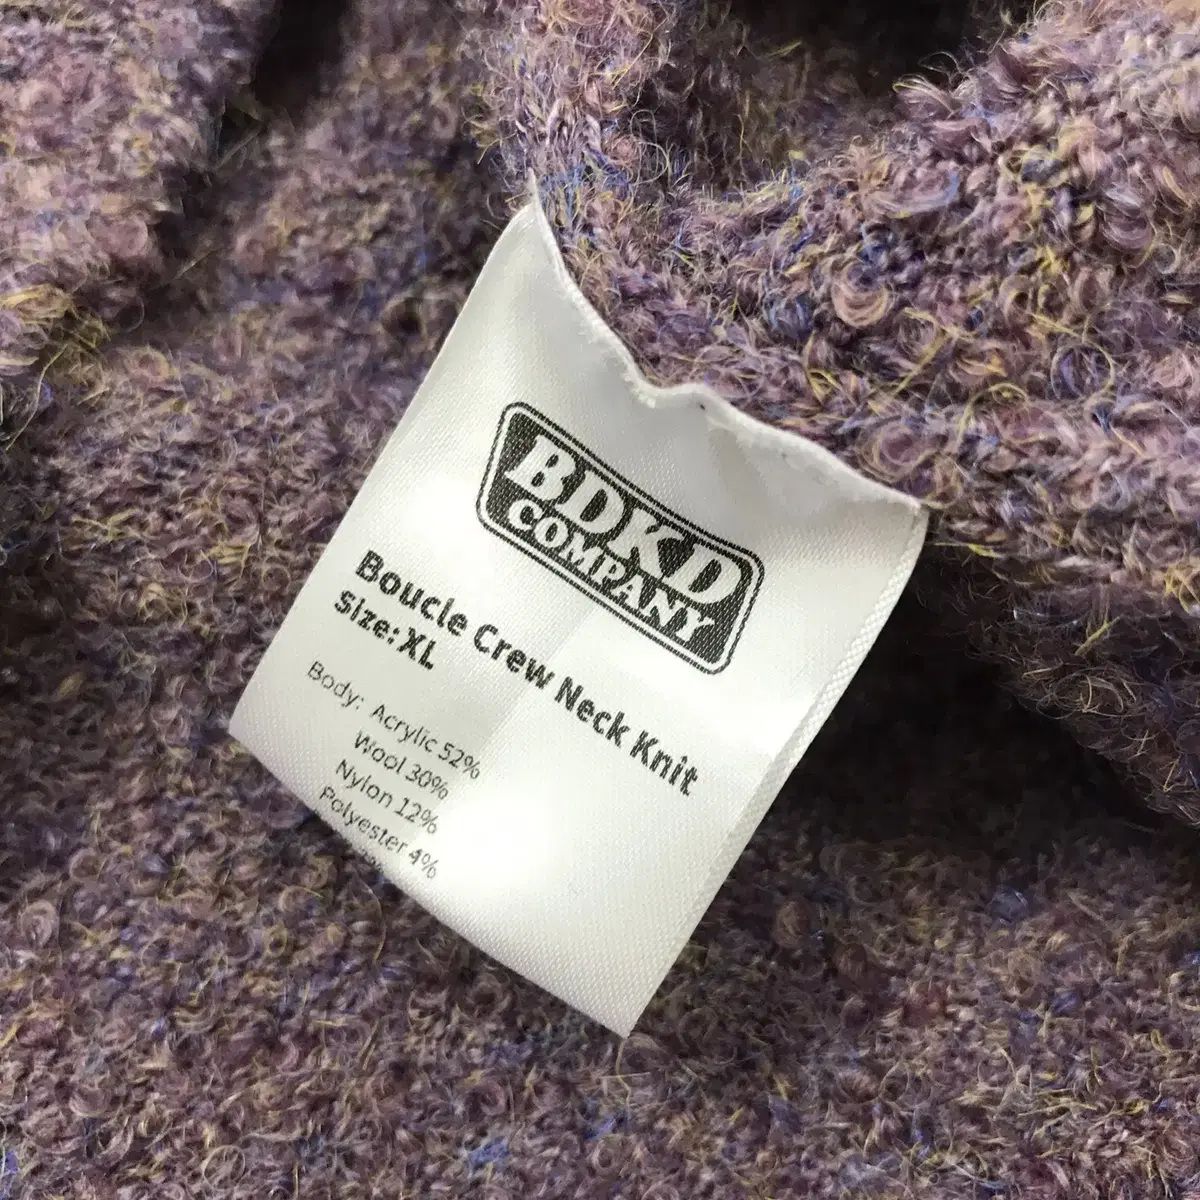 BDKD
COMPANY
Boucle Crew Neck Knit
Size: XL
Body: Acrylic 52%
Wool 30%
Nylon 12%
Polyester 4%